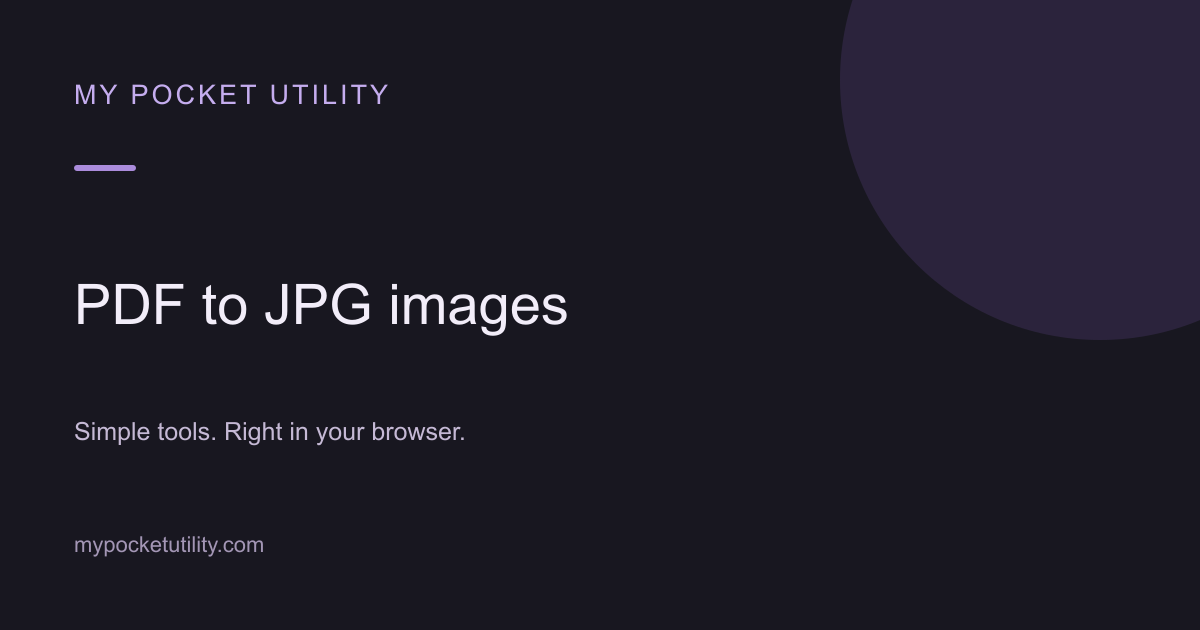 MY POCKET UTILITY
PDF to JPG images
Simple tools. Right in your browser.
mypocketutility.com